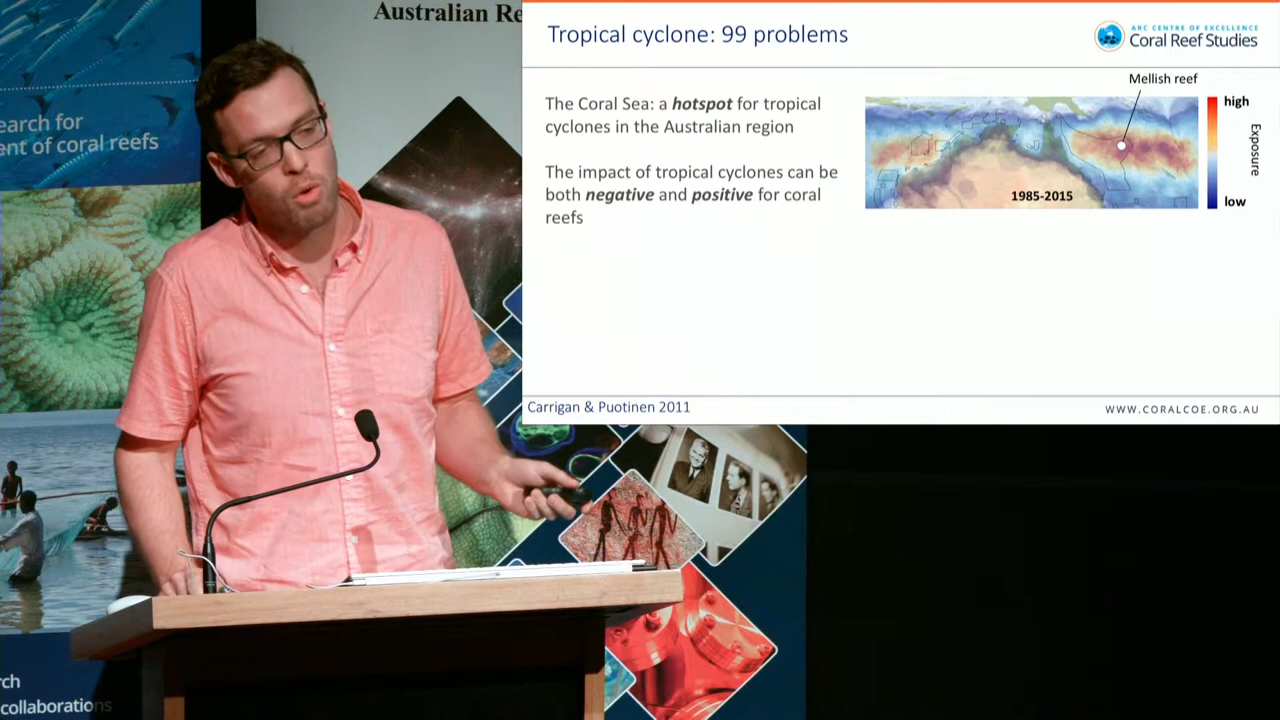 Australian Re
earch for
ent of coral reefs
rch
collaborations
Tropical cyclone: 99 problems
ARC CENTRE OF EXCELLENCE
Coral Reef Studies
The Coral Sea: a hotspot for tropical
cyclones in the Australian region
The impact of tropical cyclones can be
both negative and positive for coral
reefs
Mellish reef
high
Exposure
low
1985-2015
Carrigan & Puotinen 2011
WWW.CORALCOE.ORG.AU